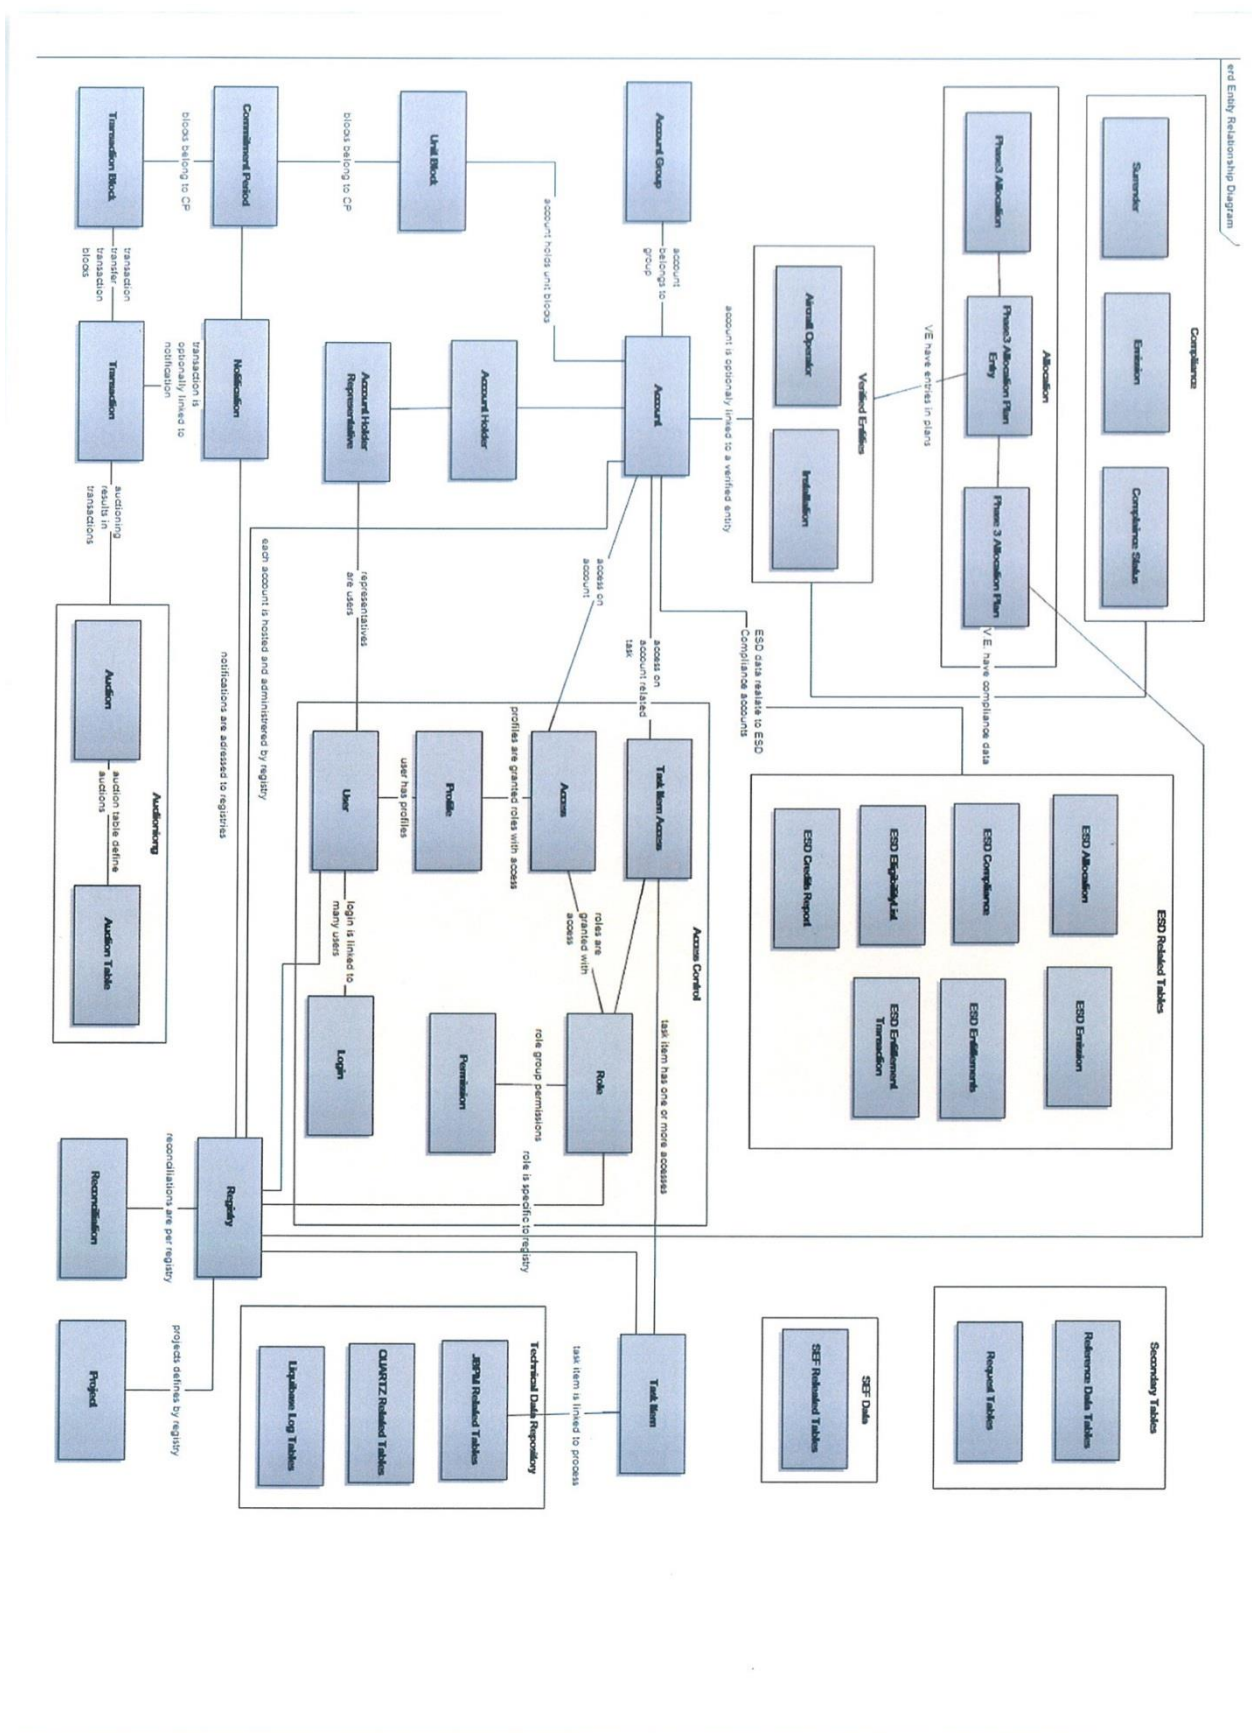 erd Entity Relationship Diagram
Compliance
Surrender
Emission
Complaince Status
Allocation
Phase3 Allocation
Phase3 Allocation Plan
Entry
Phase 3 Allocation Plan
VE have entries in plans
V.E. have compliance data
Verified Entities
Aircraft Operator
Installation
account is optionally linked to a verified entity
ESD Related Tables
ESD Allocation
ESD Emission
ESD Compliance
ESD Entitlements
ESD EligibilityList
ESD Entitlement
Transaction
ESD Credits Report
ESD data realate to ESD
Compliance accounts
Secondary Tables
Reference Data Tables
Request Tables
SEF Data
SEF Releated Tables
Account Group
account
belongs to
group
Account
access on
account related
task
access on
account
Access Control
Task Item Access
task item has one or more accesses
Task Item
Access
roles are
granted with
access
Role
profiles are granted roles with access
role group permissions
role is specific to registry
Profile
Permission
user has profiles
User
login is linked to
many users
Login
task item is linked to process
Technical Data Repository
JBPM Related Tables
QUARTZ Related Tables
Liquibase Log Tables
account holds unit blocks
Unit Block
Account Holder
Account Holder
Representative
representatives
are users
blocks belong to CP
Commitment Period
Notification
each account is hosted and administrered by registry
notifications are adressed to registries
Registry
blocks belong to CP
transaction is
optionally linked to
notification
reconciliations are per registry
projects defines by registry
Transaction Block
transaction
transfer
transaction
blocks
Transaction
auctioning
results in
transactions
Auctioniong
Auction
auction table define
auctions
Auction Table
Reconciliation
Project